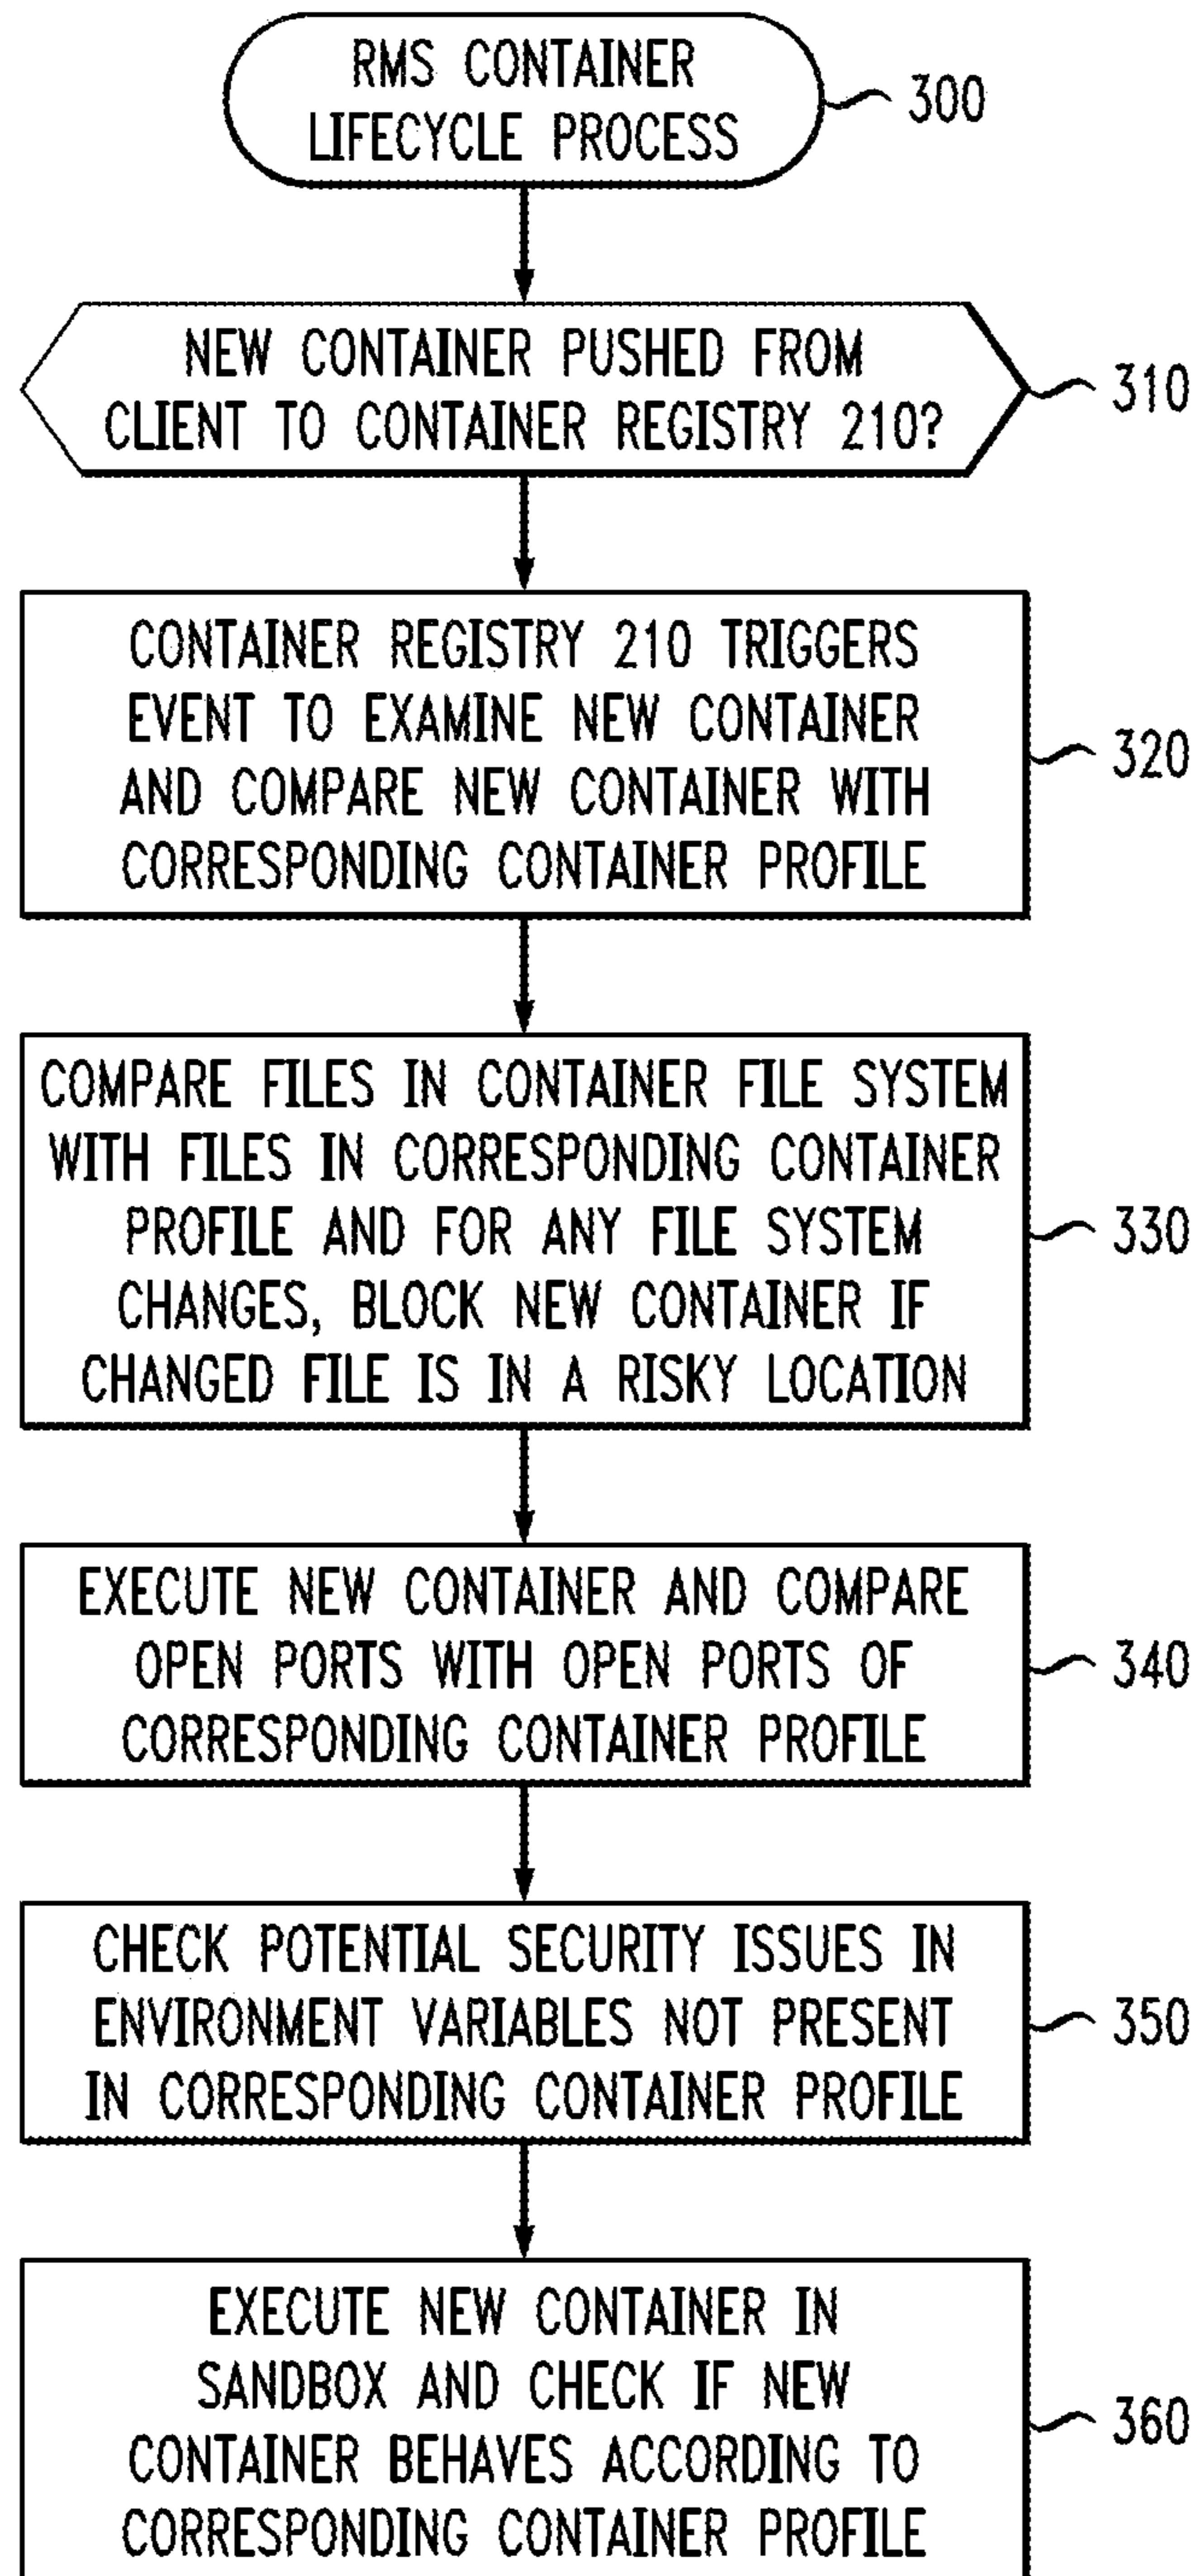 RMS CONTAINER
LIFECYCLE PROCESS
300
NEW CONTAINER PUSHED FROM
CLIENT TO CONTAINER REGISTRY 210?
310
CONTAINER REGISTRY 210 TRIGGERS
EVENT TO EXAMINE NEW CONTAINER
AND COMPARE NEW CONTAINER WITH
CORRESPONDING CONTAINER PROFILE
320
COMPARE FILES IN CONTAINER FILE SYSTEM
WITH FILES IN CORRESPONDING CONTAINER
PROFILE AND FOR ANY FILE SYSTEM
CHANGES, BLOCK NEW CONTAINER IF
CHANGED FILE IS IN A RISKY LOCATION
330
EXECUTE NEW CONTAINER AND COMPARE
OPEN PORTS WITH OPEN PORTS OF
CORRESPONDING CONTAINER PROFILE
340
CHECK POTENTIAL SECURITY ISSUES IN
ENVIRONMENT VARIABLES NOT PRESENT
IN CORRESPONDING CONTAINER PROFILE
350
EXECUTE NEW CONTAINER IN
SANDBOX AND CHECK IF NEW
CONTAINER BEHAVES ACCORDING TO
CORRESPONDING CONTAINER PROFILE
360